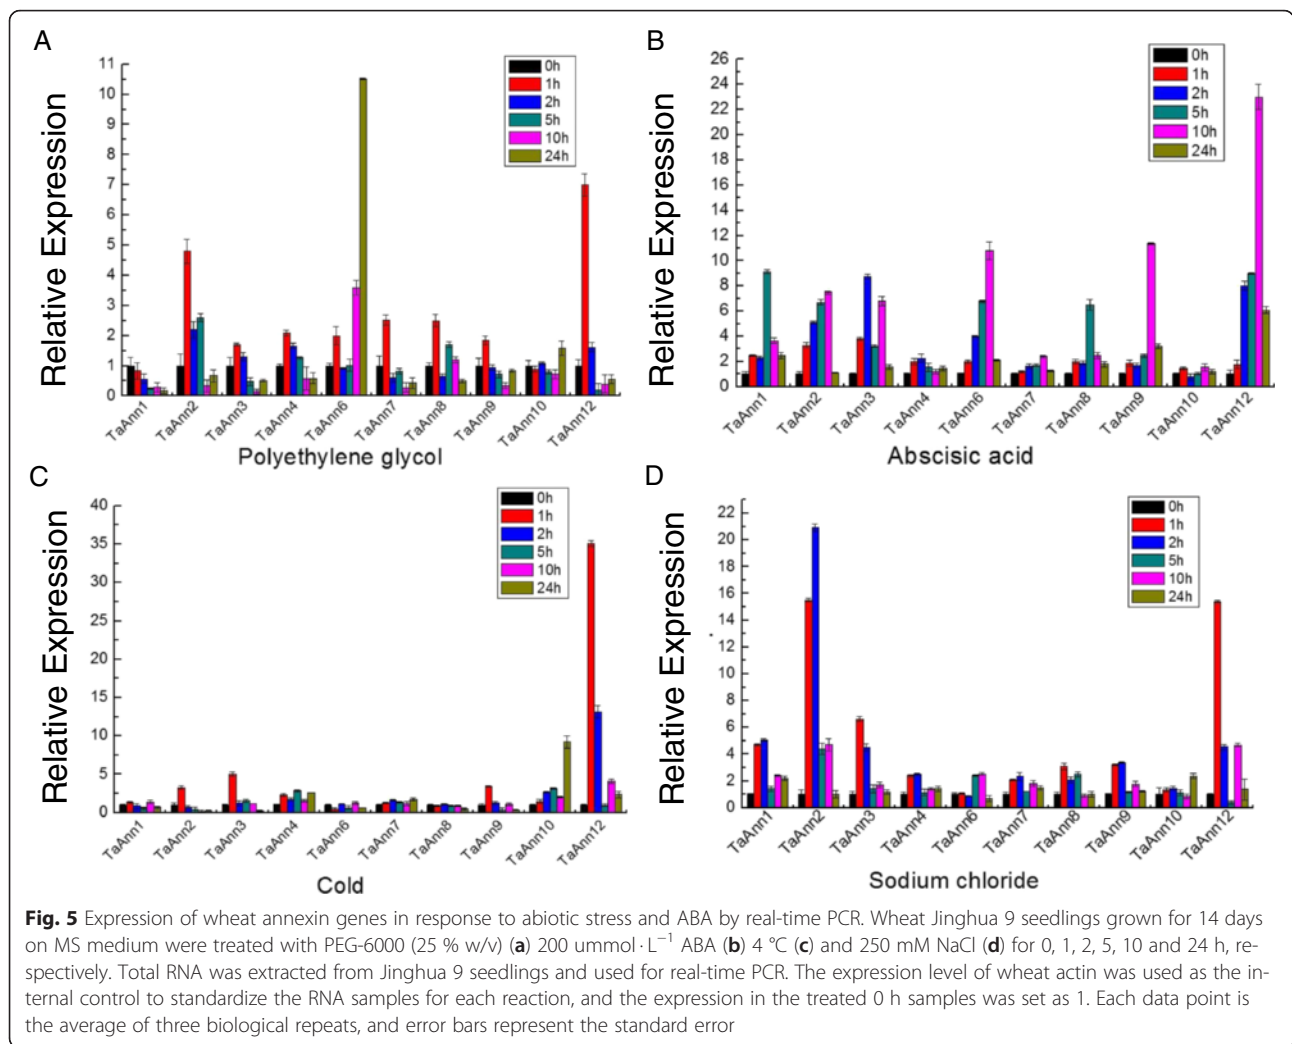 A
Relative Expression
11
10
9
8
7
6
5
4
3
2
1
0
0h
1h
2h
5h
10h
24h
TaAnn1
TaAnn2
TaAnn3
TaAnn4
TaAnn6
TaAnn7
TaAnn8
TaAnn9
TaAnn10
TaAnn12
Polyethylene glycol
B
Relative Expression
26
24
22
20
18
16
14
12
10
8
6
4
2
0
0h
1h
2h
5h
10h
24h
TaAnn1
TaAnn2
TaAnn3
TaAnn4
TaAnn6
TaAnn7
TaAnn8
TaAnn9
TaAnn10
TaAnn12
Abscisic acid
C
Relative Expression
40
35
30
25
20
15
10
5
0
0h
1h
2h
5h
10h
24h
TaAnn1
TaAnn2
TaAnn3
TaAnn4
TaAnn6
TaAnn7
TaAnn8
TaAnn9
TaAnn10
TaAnn12
Cold
D
Relative Expression
22
20
18
16
14
12
10
8
6
4
2
0
0h
1h
2h
5h
10h
24h
TaAnn1
TaAnn2
TaAnn3
TaAnn4
TaAnn6
TaAnn7
TaAnn8
TaAnn9
TaAnn10
TaAnn12
Sodium chloride
Fig. 5 Expression of wheat annexin genes in response to abiotic stress and ABA by real-time PCR. Wheat Jinghua 9 seedlings grown for 14 days
on MS medium were treated with PEG-6000 (25 % w/v) (a) 200 ummol·L⁻¹ ABA (b) 4 °C (c) and 250 mM NaCl (d) for 0, 1, 2, 5, 10 and 24 h, re-
spectively. Total RNA was extracted from Jinghua 9 seedlings and used for real-time PCR. The expression level of wheat actin was used as the in-
ternal control to standardize the RNA samples for each reaction, and the expression in the treated 0 h samples was set as 1. Each data point is
the average of three biological repeats, and error bars represent the standard error